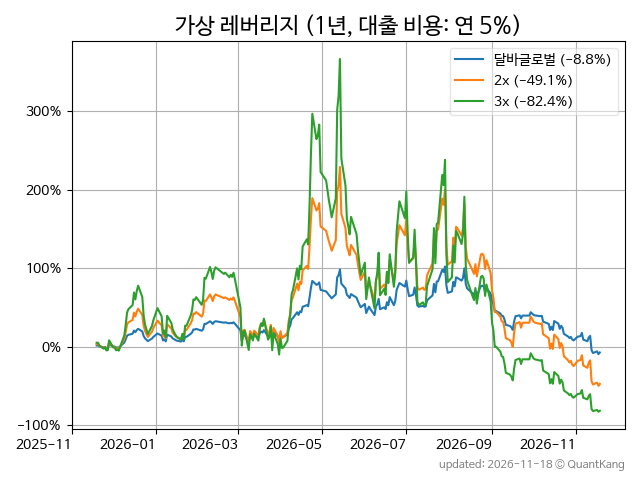 가상 레버리지 (1년, 대출 비용: 연 5%)
달바글로벌 (−8.8%)
2x (−49.1%)
3x (−82.4%)
300%
200%
100%
0%
−100%
2025−11 2026−01 2026−03 2026−05 2026−07 2026−09 2026−11
updated: 2026−11−18 © QuantKang